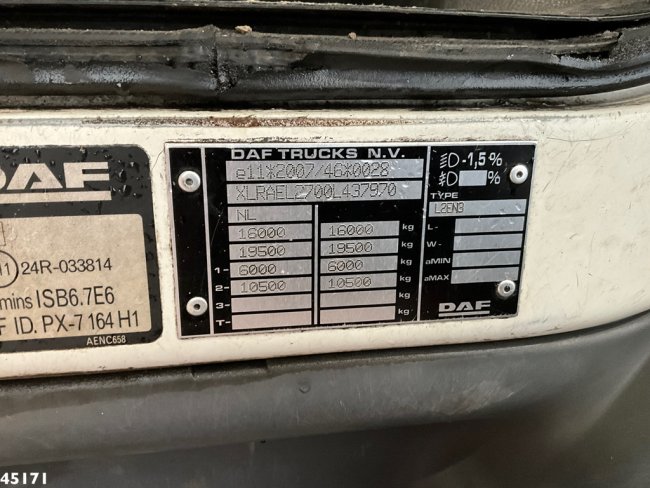 DAF
24R-033814
mins ISB6.7E6
F ID. PX-7 164 H1
AENC658
DAF TRUCKS N.V.
e11*2007/46*0028
XLRAEL2700L437970
NL
16000 16000 kg
19500 19500 kg
1- 6000 6000 kg
2- 10500 10500 kg
3- kg
T- kg
D -1,5%
D %
TYPE
L2EN3
L-
W-
aMIN
aMAX
DAF
45171